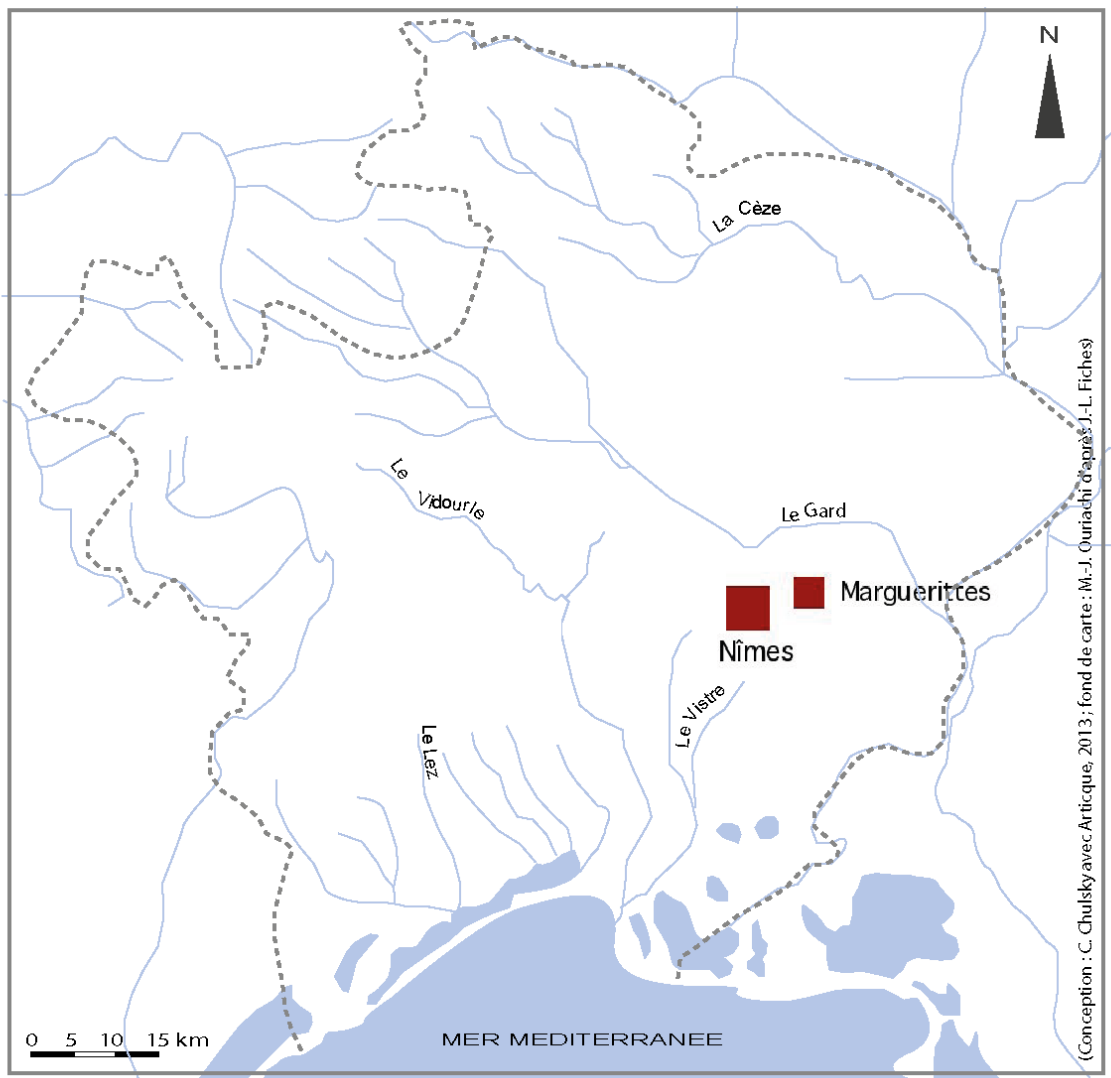 N
La Cèze
Le
Vidourle
Le Gard
Marguerittes
Nîmes
Le Vistre
Le Lez
0 5 10 15 km
MER MEDITERRANEE
(Conception : C. Chulsky avec Articque, 2013 ; fond de carte : M.-J. Ouriachi d'après J.-L. Fiches)